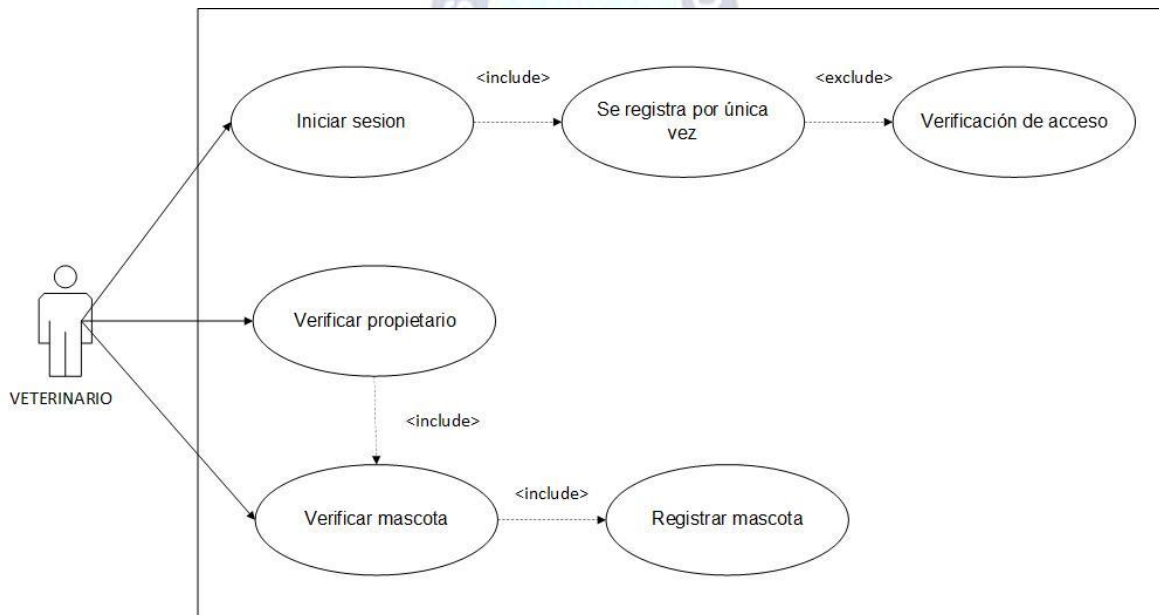 <include>
<exclude>
Iniciar sesion
Se registra por única
vez
Verificación de acceso
Verificar propietario
VETERINARIO
<include>
<include>
Verificar mascota
Registrar mascota